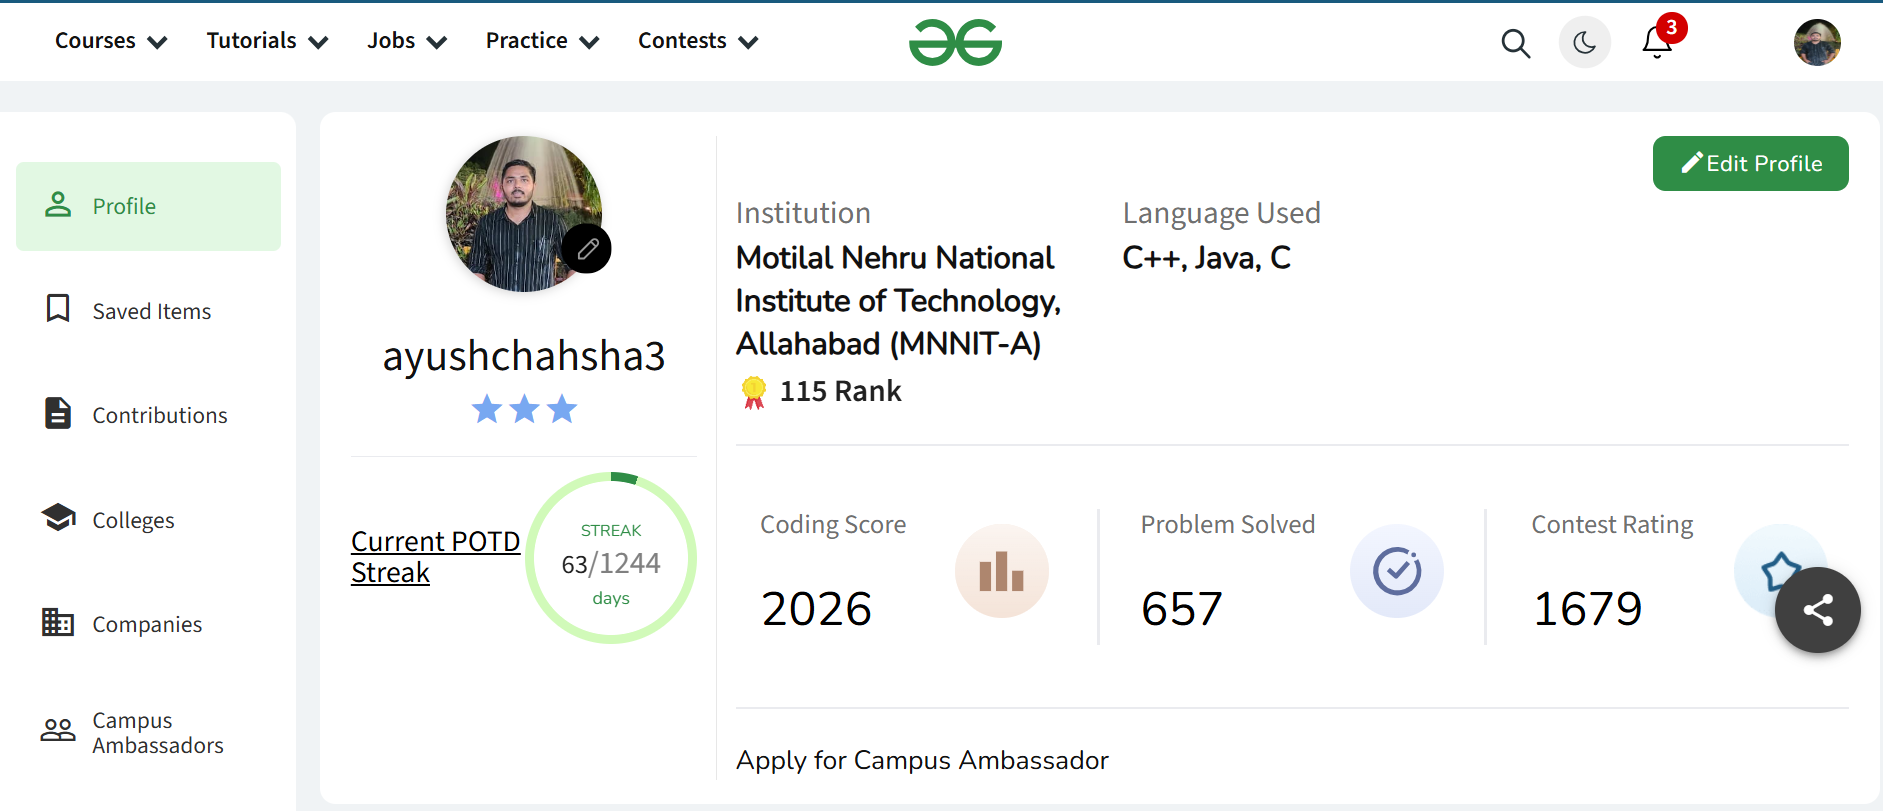 Courses Tutorials Jobs Practice Contests
3
Profile
Saved Items
Contributions
Colleges
Companies
Campus
Ambassadors
ayushchahsha3
Current POTD
Streak
STREAK
63/1244
days
Edit Profile
Institution
Motilal Nehru National
Institute of Technology,
Allahabad (MNNIT-A)
1 115 Rank
Language Used
C++, Java, C
Coding Score
2026
Problem Solved
657
Contest Rating
1679
Apply for Campus Ambassador